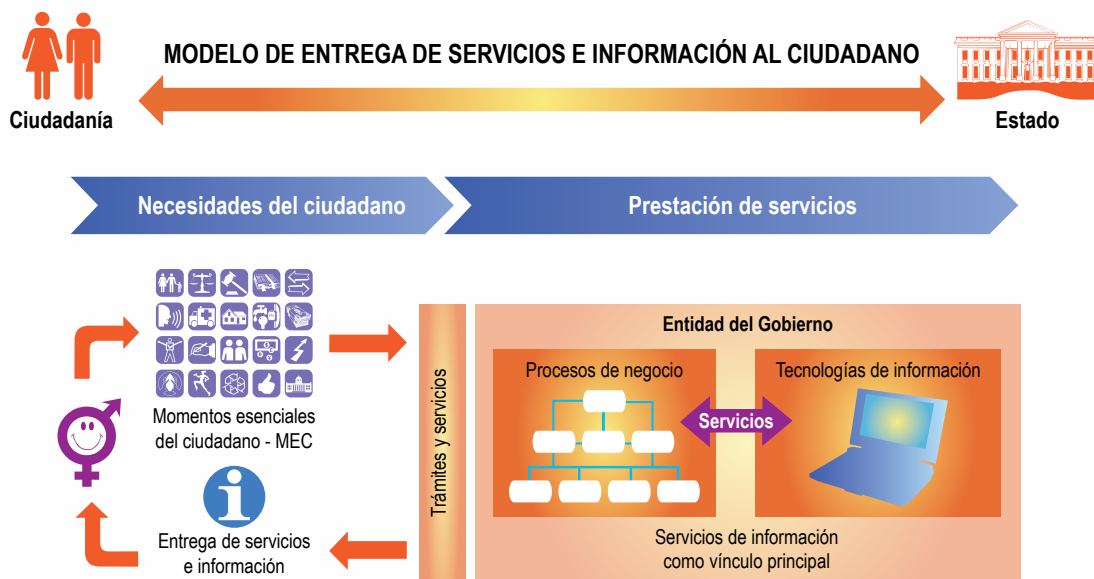 MODELO DE ENTREGA DE SERVICIOS E INFORMACIÓN AL CIUDADANO
Ciudadanía
Estado
Necesidades del ciudadano
Prestación de servicios
Momentos esenciales
del ciudadano - MEC
Entrega de servicios
e información
Trámites y servicios
Entidad del Gobierno
Procesos de negocio
Servicios
Tecnologías de información
Servicios de información
como vínculo principal